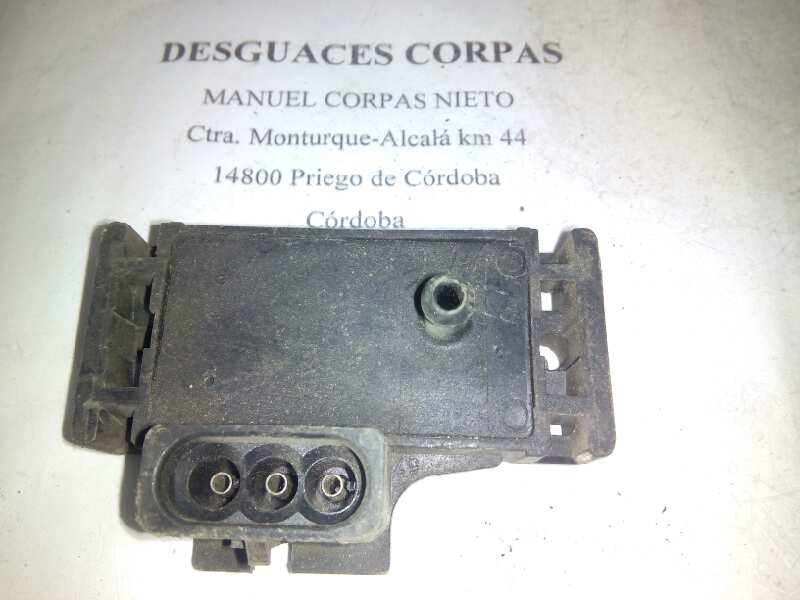 DESGUACES CORPAS
MANUEL CORPAS NIETO
Ctra. Monturque-Alcalá km 44
14800 Priego de Córdoba
Córdoba